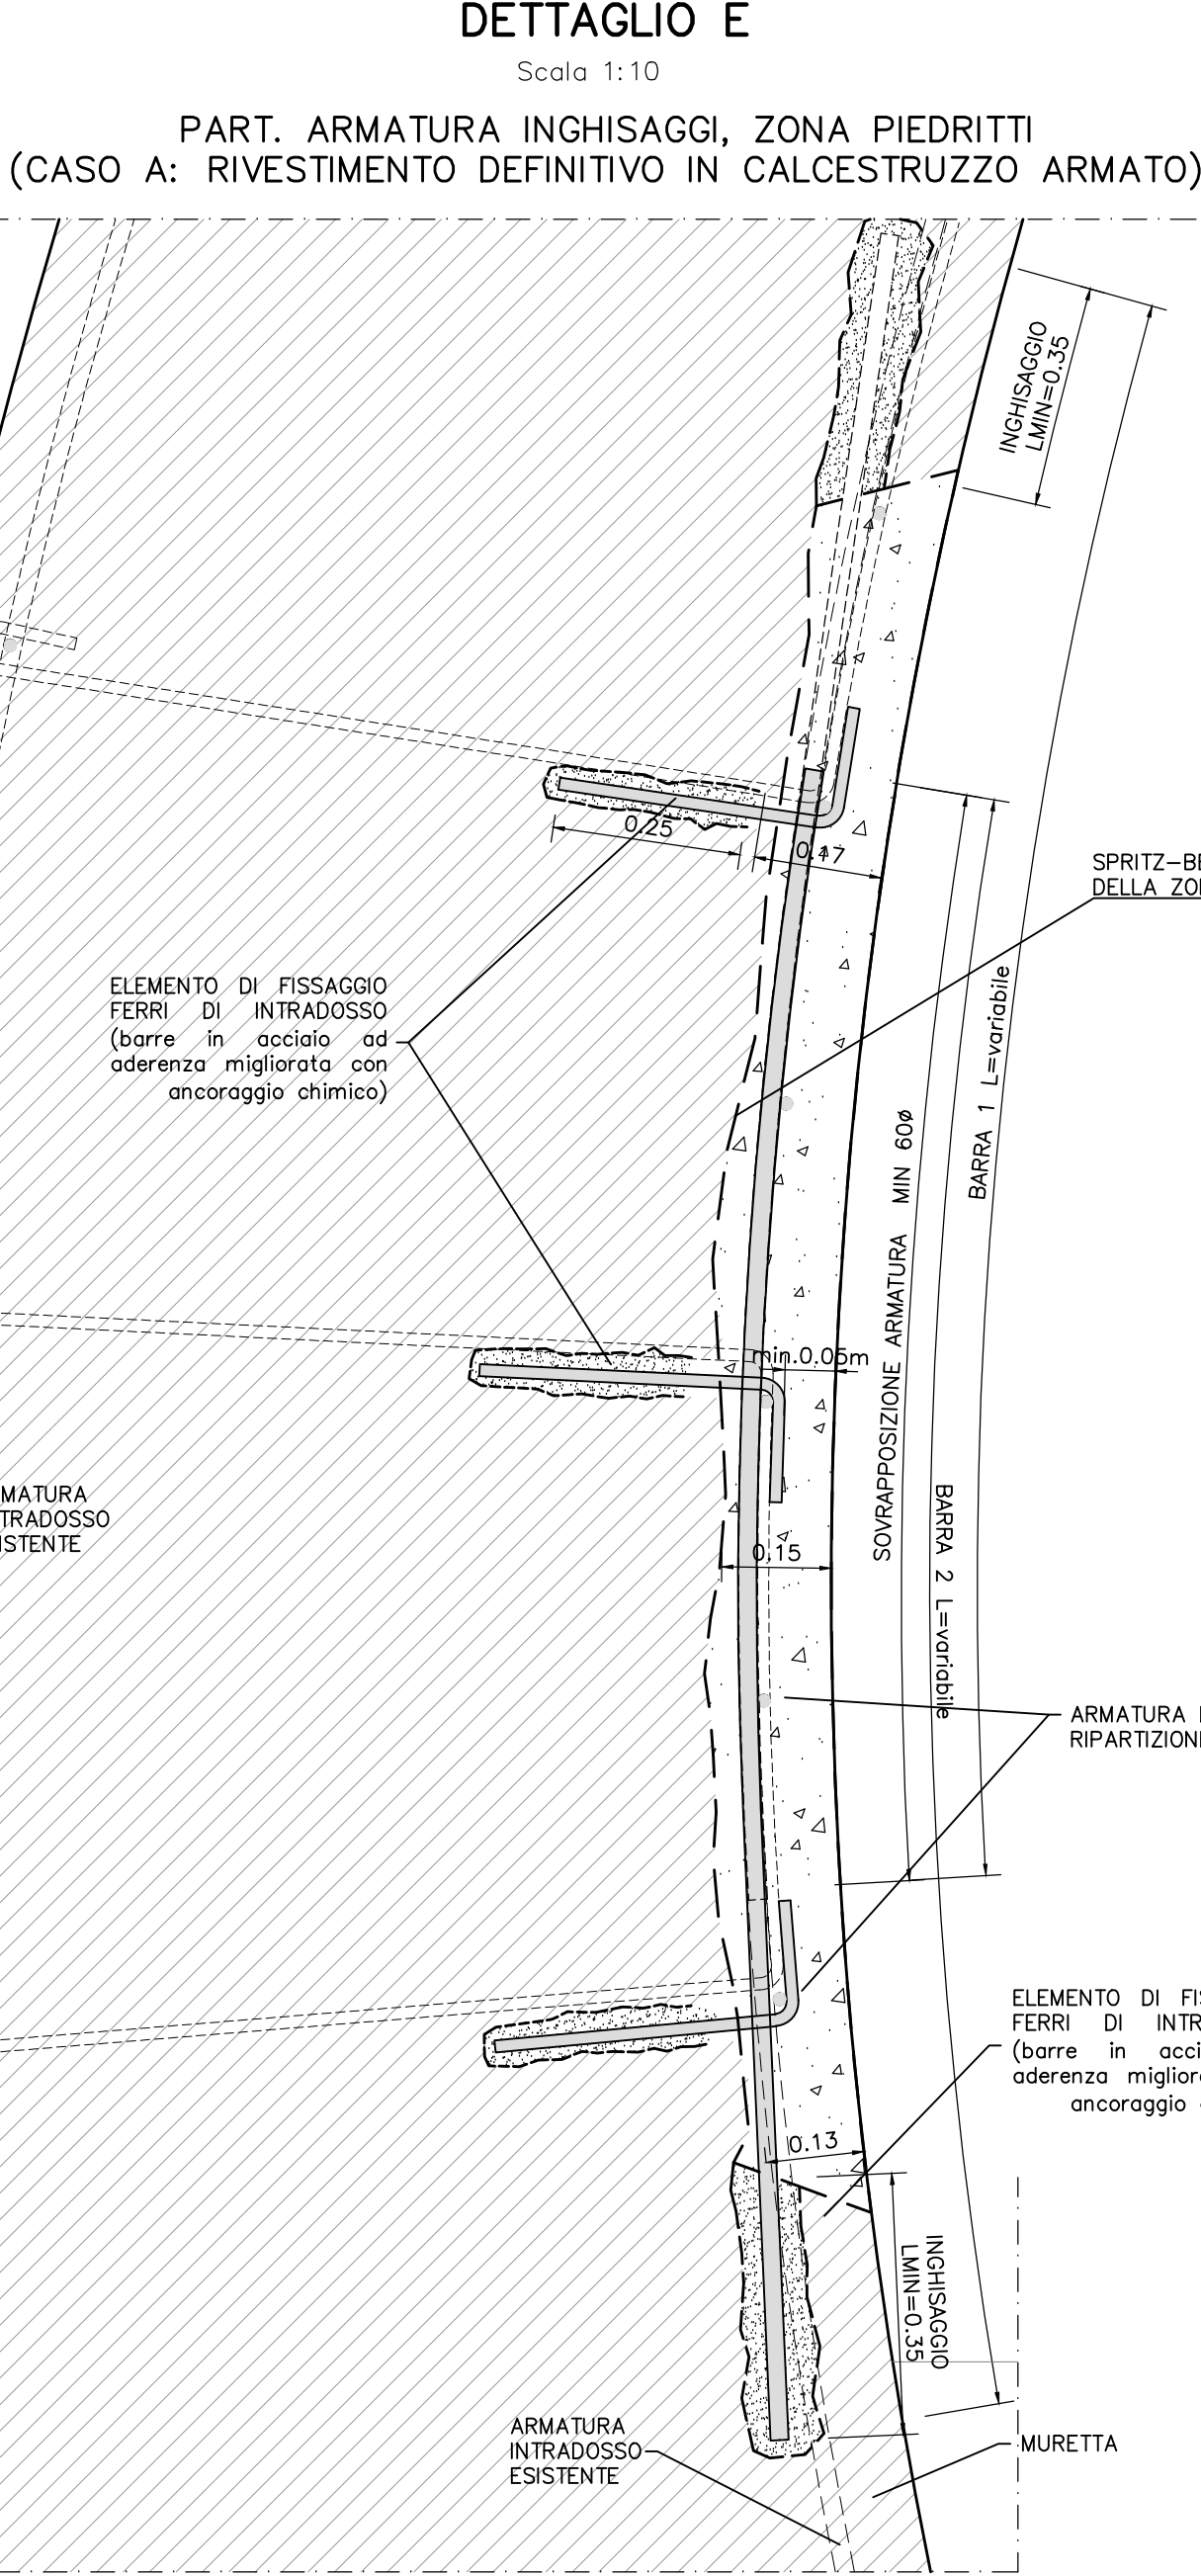 DETTAGLIO E
Scala 1:10
PART. ARMATURA INGHISAGGI, ZONA PIEDRITTI
(CASO A: RIVESTIMENTO DEFINITIVO IN CALCESTRUZZO ARMATO)
INGHISAGGIO
LMIN=0.35
0.25
0.17
SPRITZ-BE
DELLA ZO
ELEMENTO DI FISSAGGIO
FERRI DI INTRADOSSO
(barre in acciaio ad
aderenza migliorata con
ancoraggio chimico)
BARRA 1 L=variabile
SOVRAPPOSIZIONE ARMATURA MIN 60ø
min.0.05m
MATURA
TRADOSSO
ISTENTE
BARRA 2 L=variabile
0.15
ARMATURA
RIPARTIZIONE
ELEMENTO DI FIS
FERRI DI INTR
(barre in acci
aderenza migliora
ancoraggio
0.13
INGHISAGGIO
LMIN=0.35
ARMATURA
INTRADOSSO
ESISTENTE
MURETTA